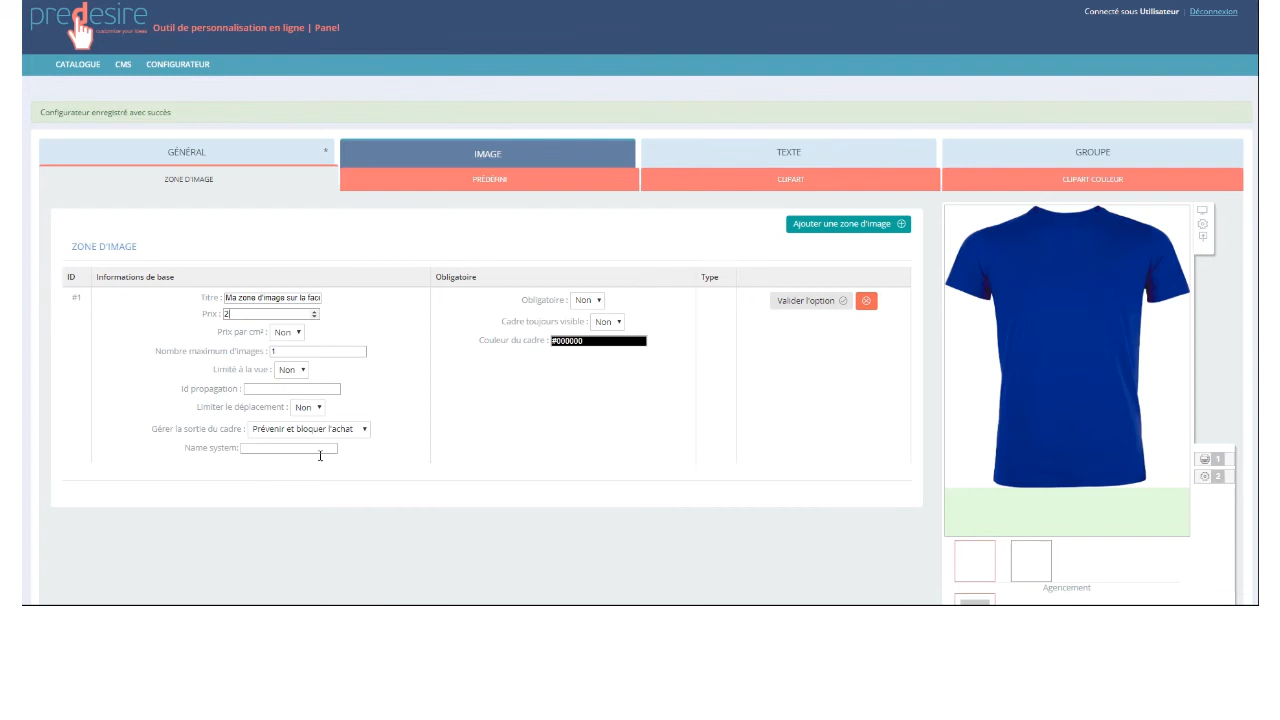 predesire
customise your ideas
Outil de personnalisation en ligne | Panel
Connecté sous Utilisateur | Déconnexion
CATALOGUE CMS CONFIGURATEUR
Configurateur enregistré avec succès
GÉNÉRAL * IMAGE TEXTE GROUPE
ZONE D'IMAGE PRÉDÉFINI CLIPART CLIPART COULEUR
Ajouter une zone d'image
ZONE D'IMAGE
ID Informations de base Obligatoire Type
#1 Titre : Ma zone d'image sur la face Obligatoire : Non Valider l'option
Prix : 2
Cadre toujours visible : Non
Prix par cm² : Non
Couleur du cadre : #000000
Nombre maximum d'images : 1
Limité à la vue : Non
Id propagation :
Limiter le déplacement : Non
Gérer la sortie du cadre : Prévenir et bloquer l'achat
Name system:
1
2
Agencement